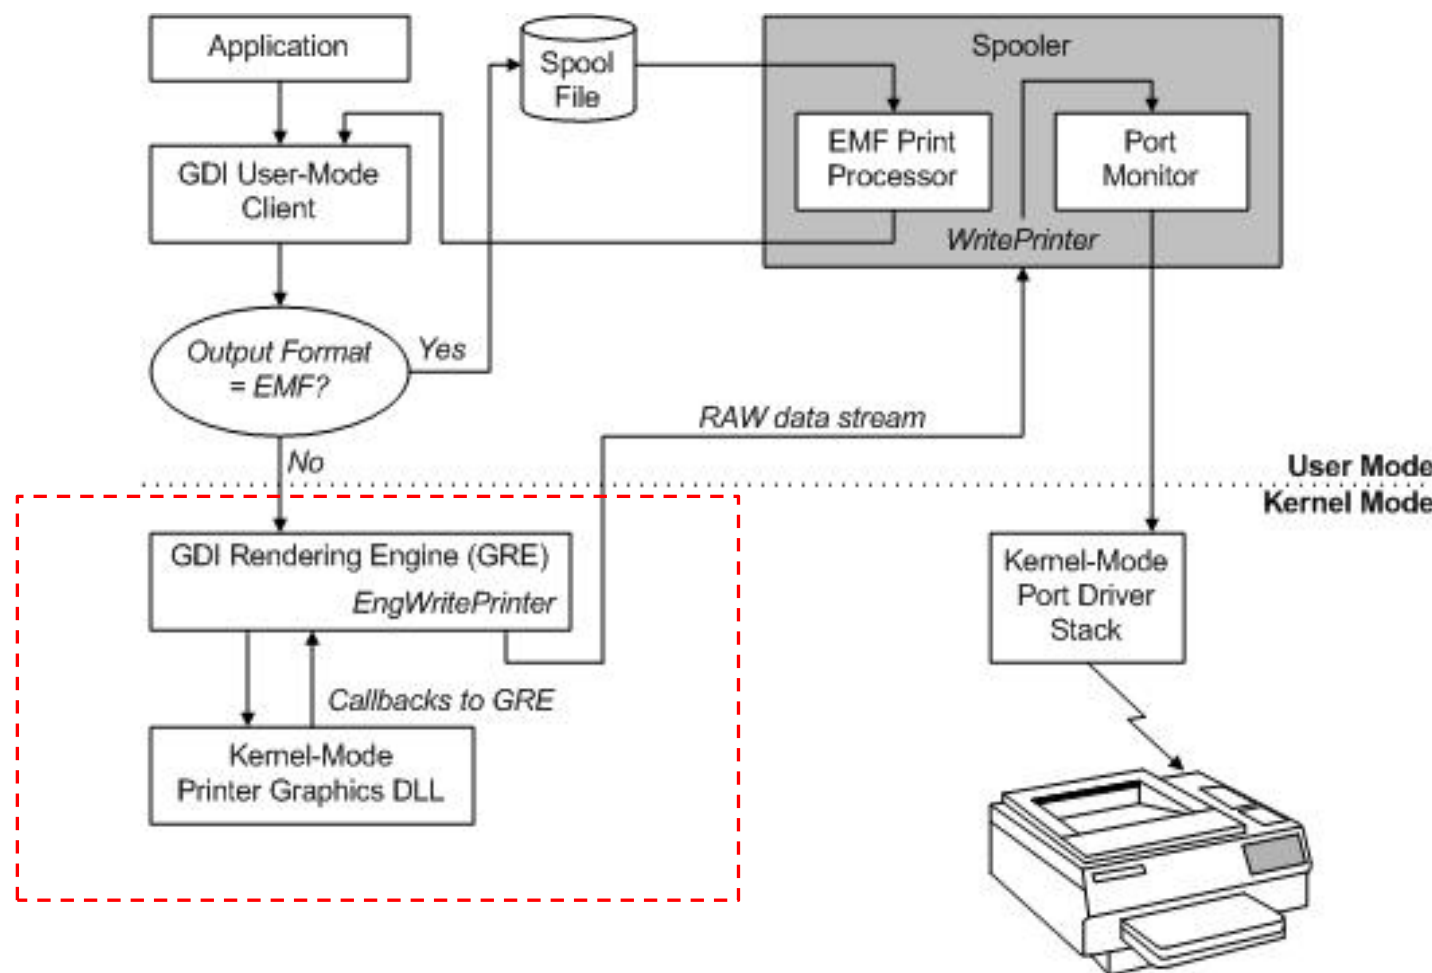 Application
Spool
File
Spooler
GDI User-Mode
Client
EMF Print
Processor
Port
Monitor
WritePrinter
Output Format
= EMF?
Yes
RAW data stream
No
User Mode
Kernel Mode
GDI Rendering Engine (GRE)
EngWritePrinter
Kernel-Mode
Port Driver
Stack
Callbacks to GRE
Kernel-Mode
Printer Graphics DLL